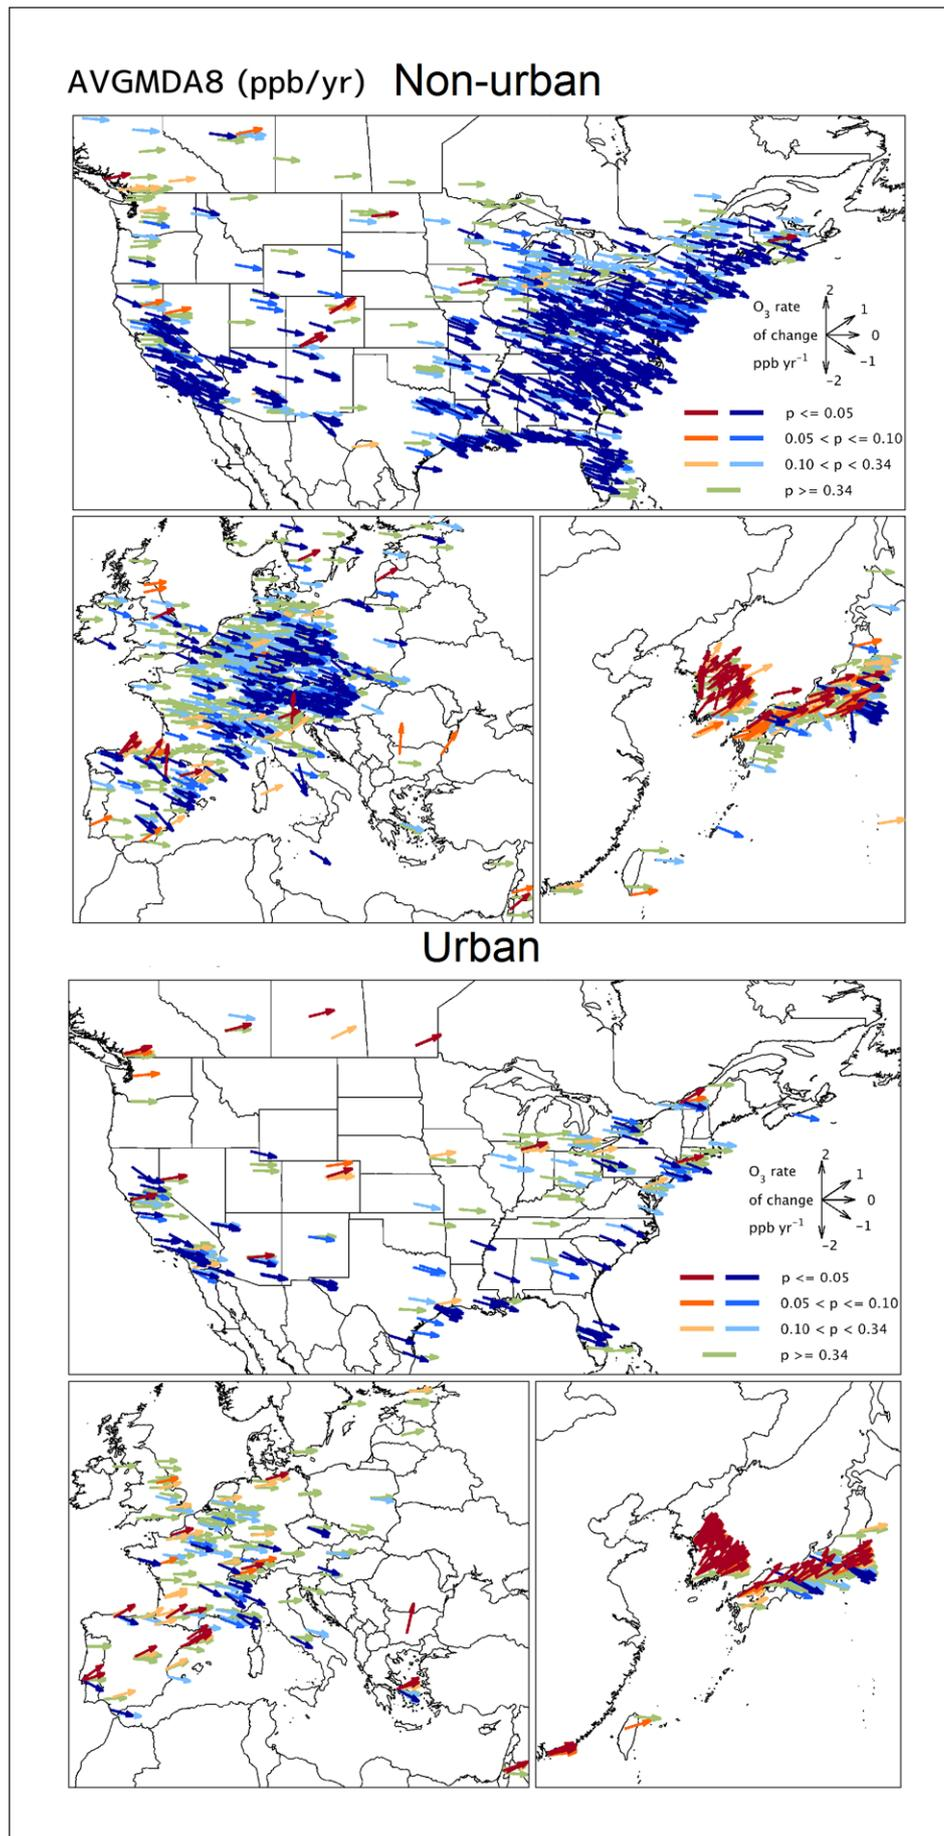 AVGMDA8 (ppb/yr) Non-urban
2
O3 rate 1
of change 0
ppb yr−1 −1
−2
p <= 0.05
0.05 < p <= 0.10
0.10 < p < 0.34
p >= 0.34
Urban
2
O3 rate 1
of change 0
ppb yr−1 −1
−2
p <= 0.05
0.05 < p <= 0.10
0.10 < p < 0.34
p >= 0.34